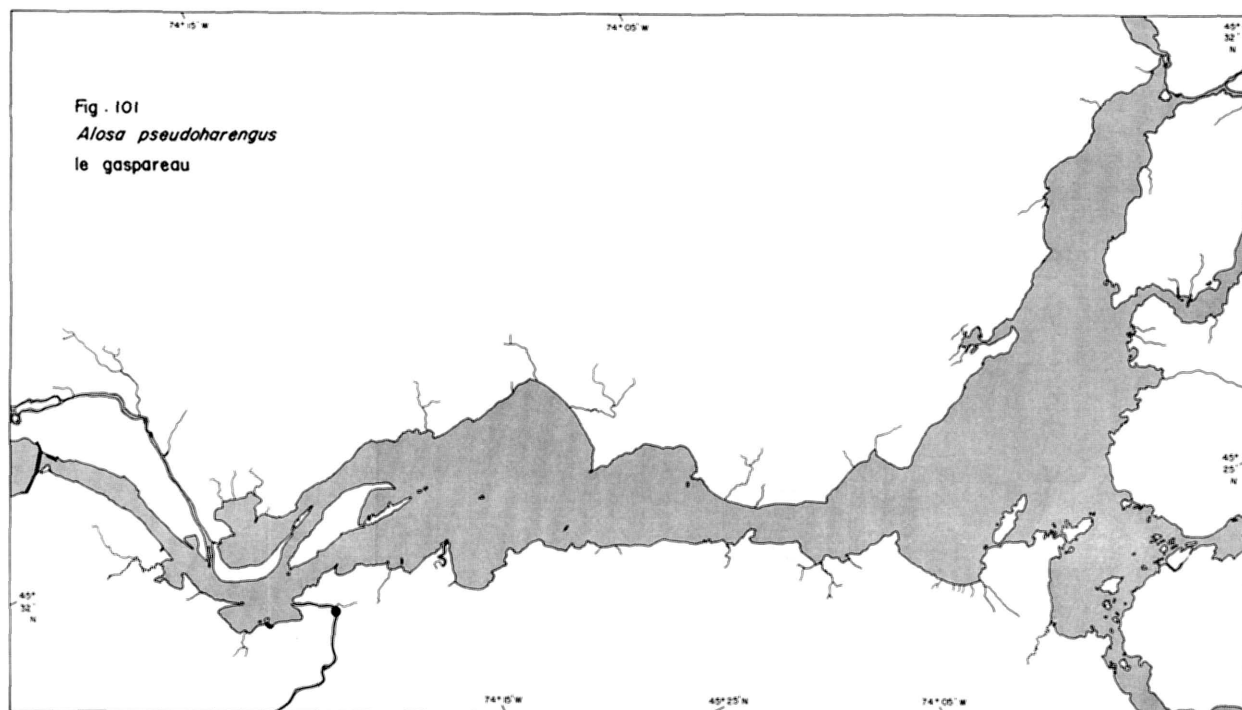 74° 15' W
74° 05' W
45°
32'
N
Fig. 101
Alosa pseudoharengus
le gaspareau
45°
25'
N
45°
32'
N
74° 15' W
45° 25' N
74° 05' W